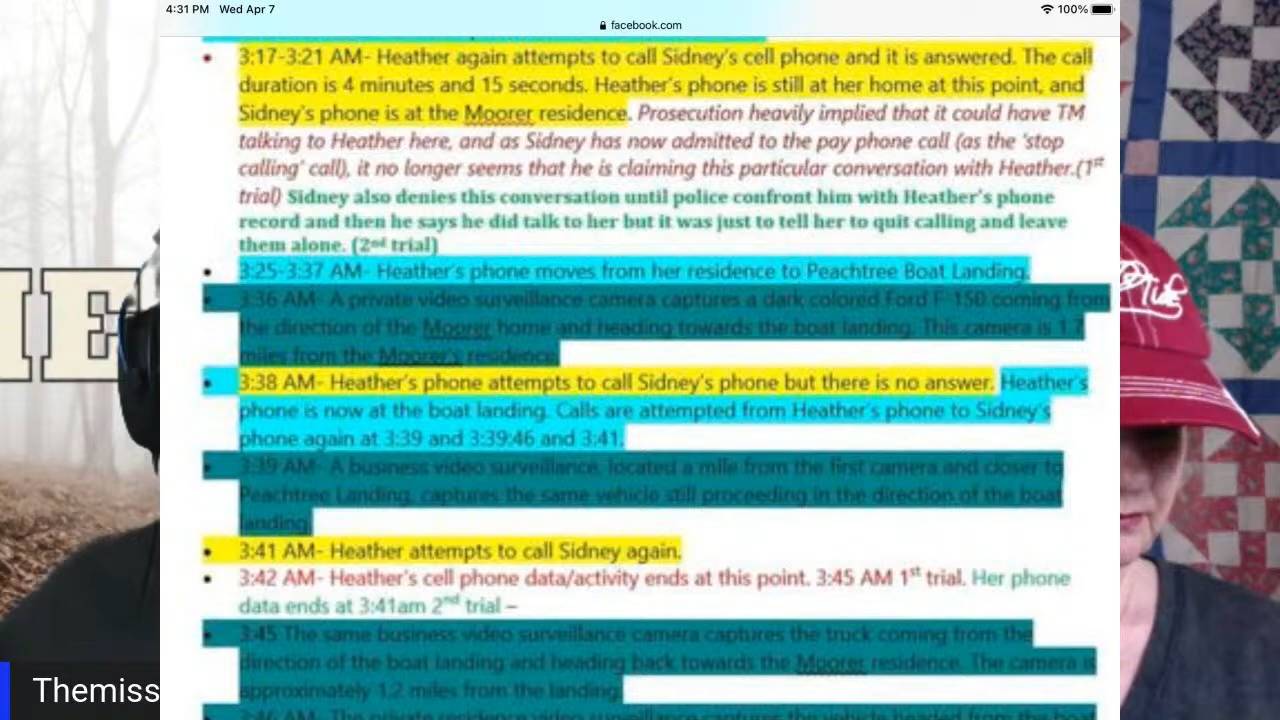 4:31 PM Wed Apr 7
100%
facebook.com
3:17-3:21 AM- Heather again attempts to call Sidney's cell phone and it is answered. The call
duration is 4 minutes and 15 seconds. Heather's phone is still at her home at this point, and
Sidney's phone is at the Moorer residence. Prosecution heavily implied that it could have TM
talking to Heather here, and as Sidney has now admitted to the pay phone call (as the 'stop
calling' call), it no longer seems that he is claiming this particular conversation with Heather.(1st
trial) Sidney also denies this conversation until police confront him with Heather's phone
record and then he says he did talk to her but it was just to tell her to quit calling and leave
them alone. (2nd trial)
3:25-3:37 AM- Heather's phone moves from her residence to Peachtree Boat Landing.
3:36 AM- A private video surveillance camera captures a dark colored Ford F-150 coming from
the direction of the Moorer home and heading towards the boat landing. This camera is 1.7
miles from the Moorer's residence.
3:38 AM- Heather's phone attempts to call Sidney's phone but there is no answer. Heather's
phone is now at the boat landing. Calls are attempted from Heather's phone to Sidney's
phone again at 3:39 and 3:39:46 and 3:41.
3:39 AM- A business video surveillance, located a mile from the first camera and closer to
Peachtree Landing, captures the same vehicle still proceeding in the direction of the boat
landing.
3:41 AM- Heather attempts to call Sidney again.
3:42 AM- Heather's cell phone data/activity ends at this point. 3:45 AM 1st trial. Her phone
data ends at 3:41am 2nd trial –
3:45 The same business video surveillance camera captures the truck coming from the
direction of the boat landing and heading back towards the Moorer residence. The camera is
approximately 1.2 miles from the landing.
3:46 AM- The private residence video surveillance captures the vehicle headed from the boat
Themiss
IE